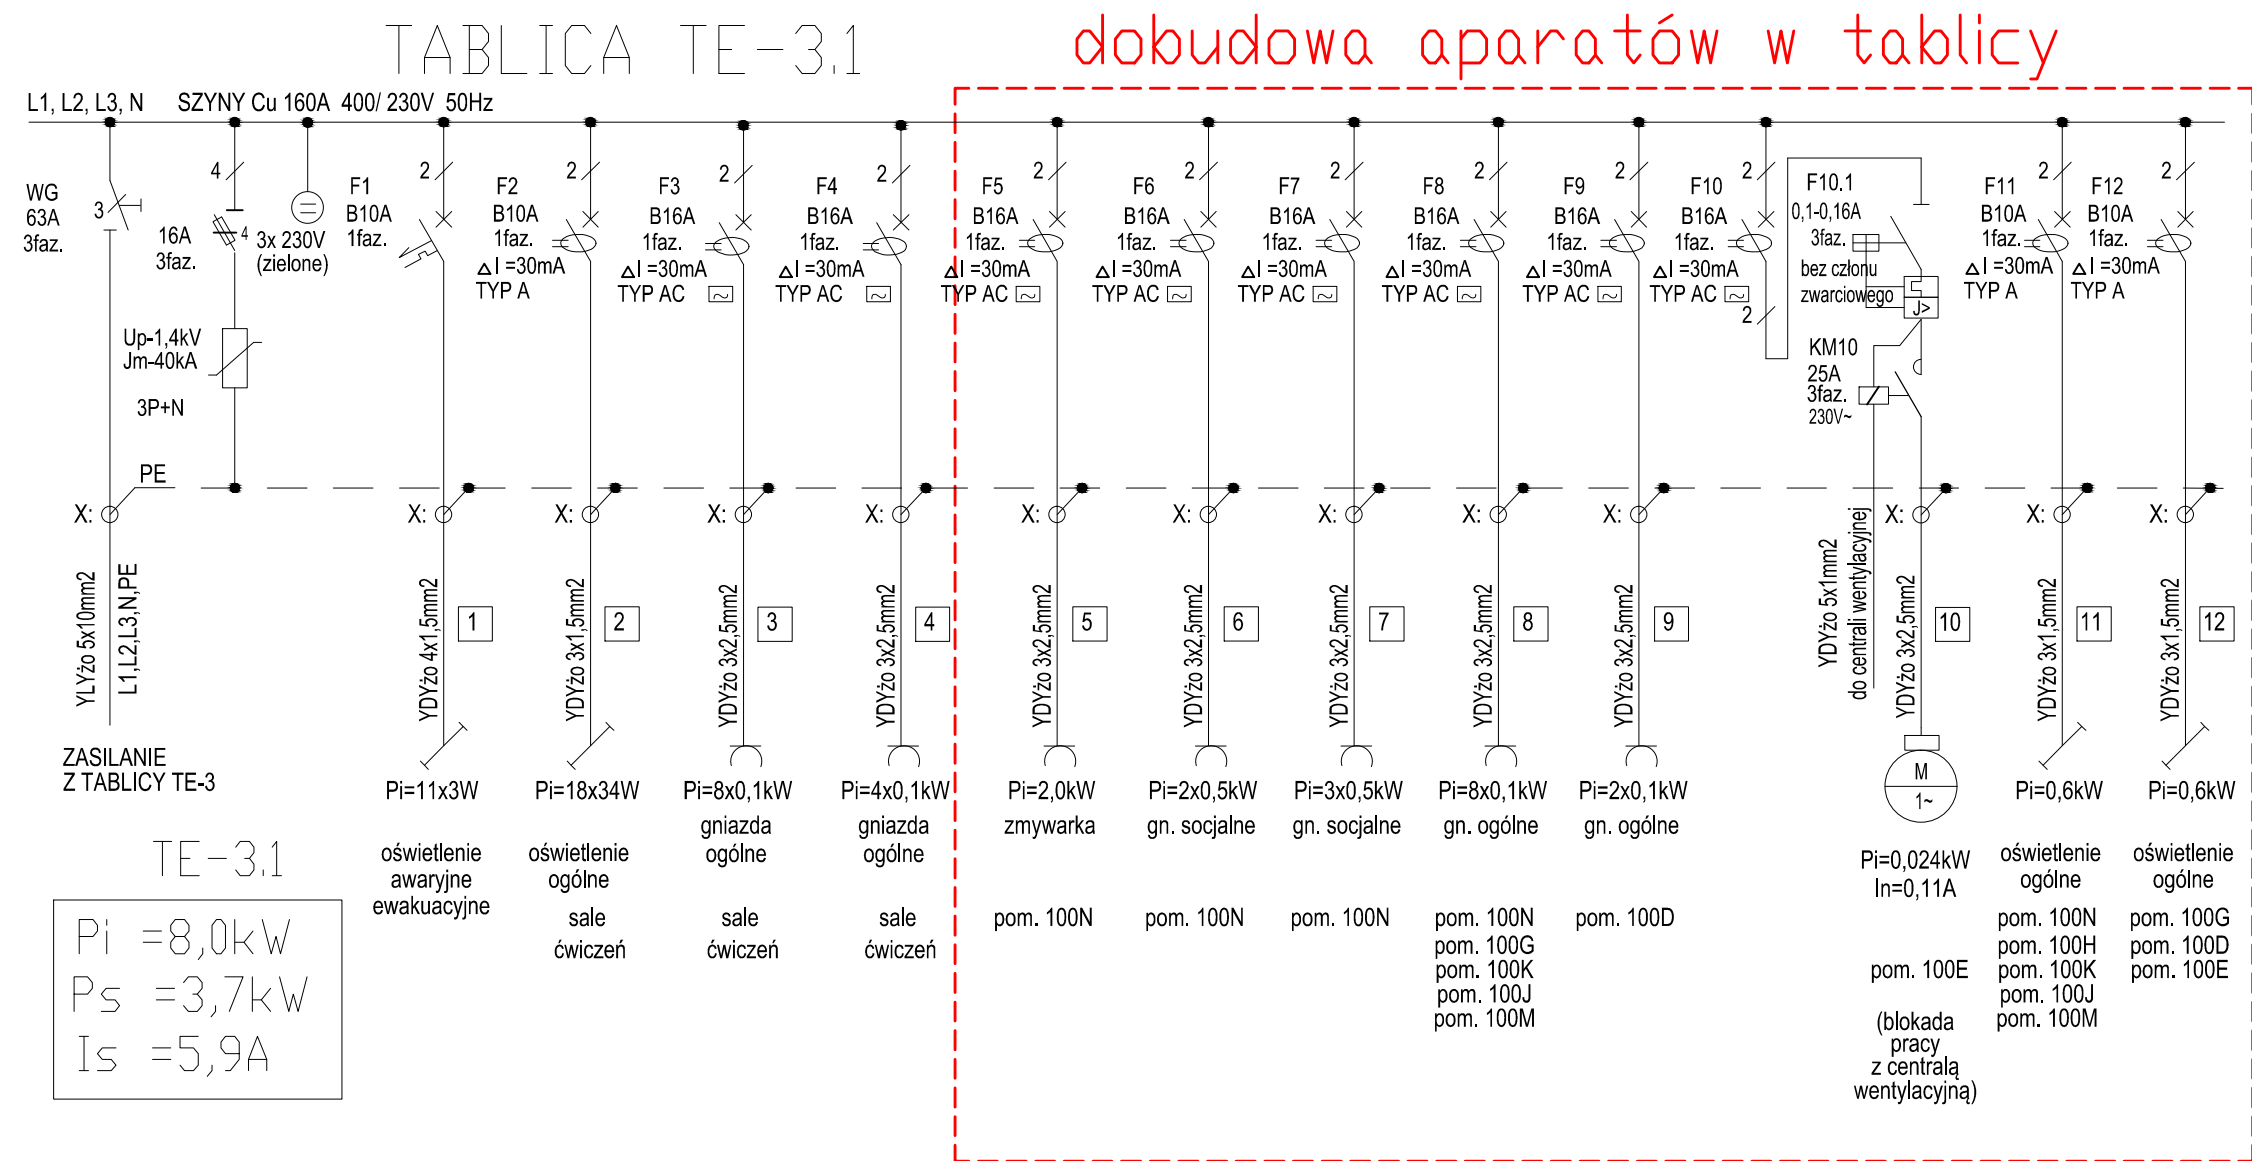 TABLICA TE-3.1
dobudowa aparatów w tablicy
L1, L2, L3, N
SZYNY Cu 160A 400/ 230V 50Hz
WG
63A
3faz.
3
4
16A
3faz.
4
3x 230V
(zielone)
Up-1,4kV
Jm-40kA
3P+N
PE
X:
YLYżo 5x10mm2
L1,L2,L3,N,PE
ZASILANIE
Z TABLICY TE-3
F1
B10A
1faz.
2
X:
YDYżo 4x1,5mm2
1
Pi=11x3W
oświetlenie
awaryjne
ewakuacyjne
F2
B10A
1faz.
△I =30mA
TYP A
2
X:
YDYżo 3x1,5mm2
2
Pi=18x34W
oświetlenie
ogólne
sale
ćwiczeń
F3
B16A
1faz.
△I =30mA
TYP AC ~
2
X:
YDYżo 3x2,5mm2
3
Pi=8x0,1kW
gniazda
ogólne
sale
ćwiczeń
F4
B16A
1faz.
△I =30mA
TYP AC ~
2
X:
YDYżo 3x2,5mm2
4
Pi=4x0,1kW
gniazda
ogólne
sale
ćwiczeń
F5
B16A
1faz.
△I =30mA
TYP AC ~
2
X:
YDYżo 3x2,5mm2
5
Pi=2,0kW
zmywarka
pom. 100N
F6
B16A
1faz.
△I =30mA
TYP AC ~
2
X:
YDYżo 3x2,5mm2
6
Pi=2x0,5kW
gn. socjalne
pom. 100N
F7
B16A
1faz.
△I =30mA
TYP AC ~
2
X:
YDYżo 3x2,5mm2
7
Pi=3x0,5kW
gn. socjalne
pom. 100N
F8
B16A
1faz.
△I =30mA
TYP AC ~
2
X:
YDYżo 3x2,5mm2
8
Pi=8x0,1kW
gn. ogólne
pom. 100N
pom. 100G
pom. 100K
pom. 100J
pom. 100M
F9
B16A
1faz.
△I =30mA
TYP AC ~
2
X:
YDYżo 3x2,5mm2
9
Pi=2x0,1kW
gn. ogólne
pom. 100D
F10
B16A
1faz.
△I =30mA
TYP AC ~
2
2
F10.1
0,1-0,16A
3faz.
bez członu
zwarciowego
J>
KM10
25A
3faz.
230V~
YDYżo 5x1mm2
do centrali wentylacyjnej
X:
YDYżo 3x2,5mm2
10
M
1~
Pi=0,024kW
In=0,11A
pom. 100E
(blokada
pracy
z centralą
wentylacyjną)
F11
B10A
1faz.
△I =30mA
TYP A
2
X:
YDYżo 3x1,5mm2
11
Pi=0,6kW
oświetlenie
ogólne
pom. 100N
pom. 100H
pom. 100K
pom. 100J
pom. 100M
F12
B10A
1faz.
△I =30mA
TYP A
2
X:
YDYżo 3x1,5mm2
12
Pi=0,6kW
oświetlenie
ogólne
pom. 100G
pom. 100D
pom. 100E
TE-3.1
Pi =8,0kW
Ps =3,7kW
Is =5,9A